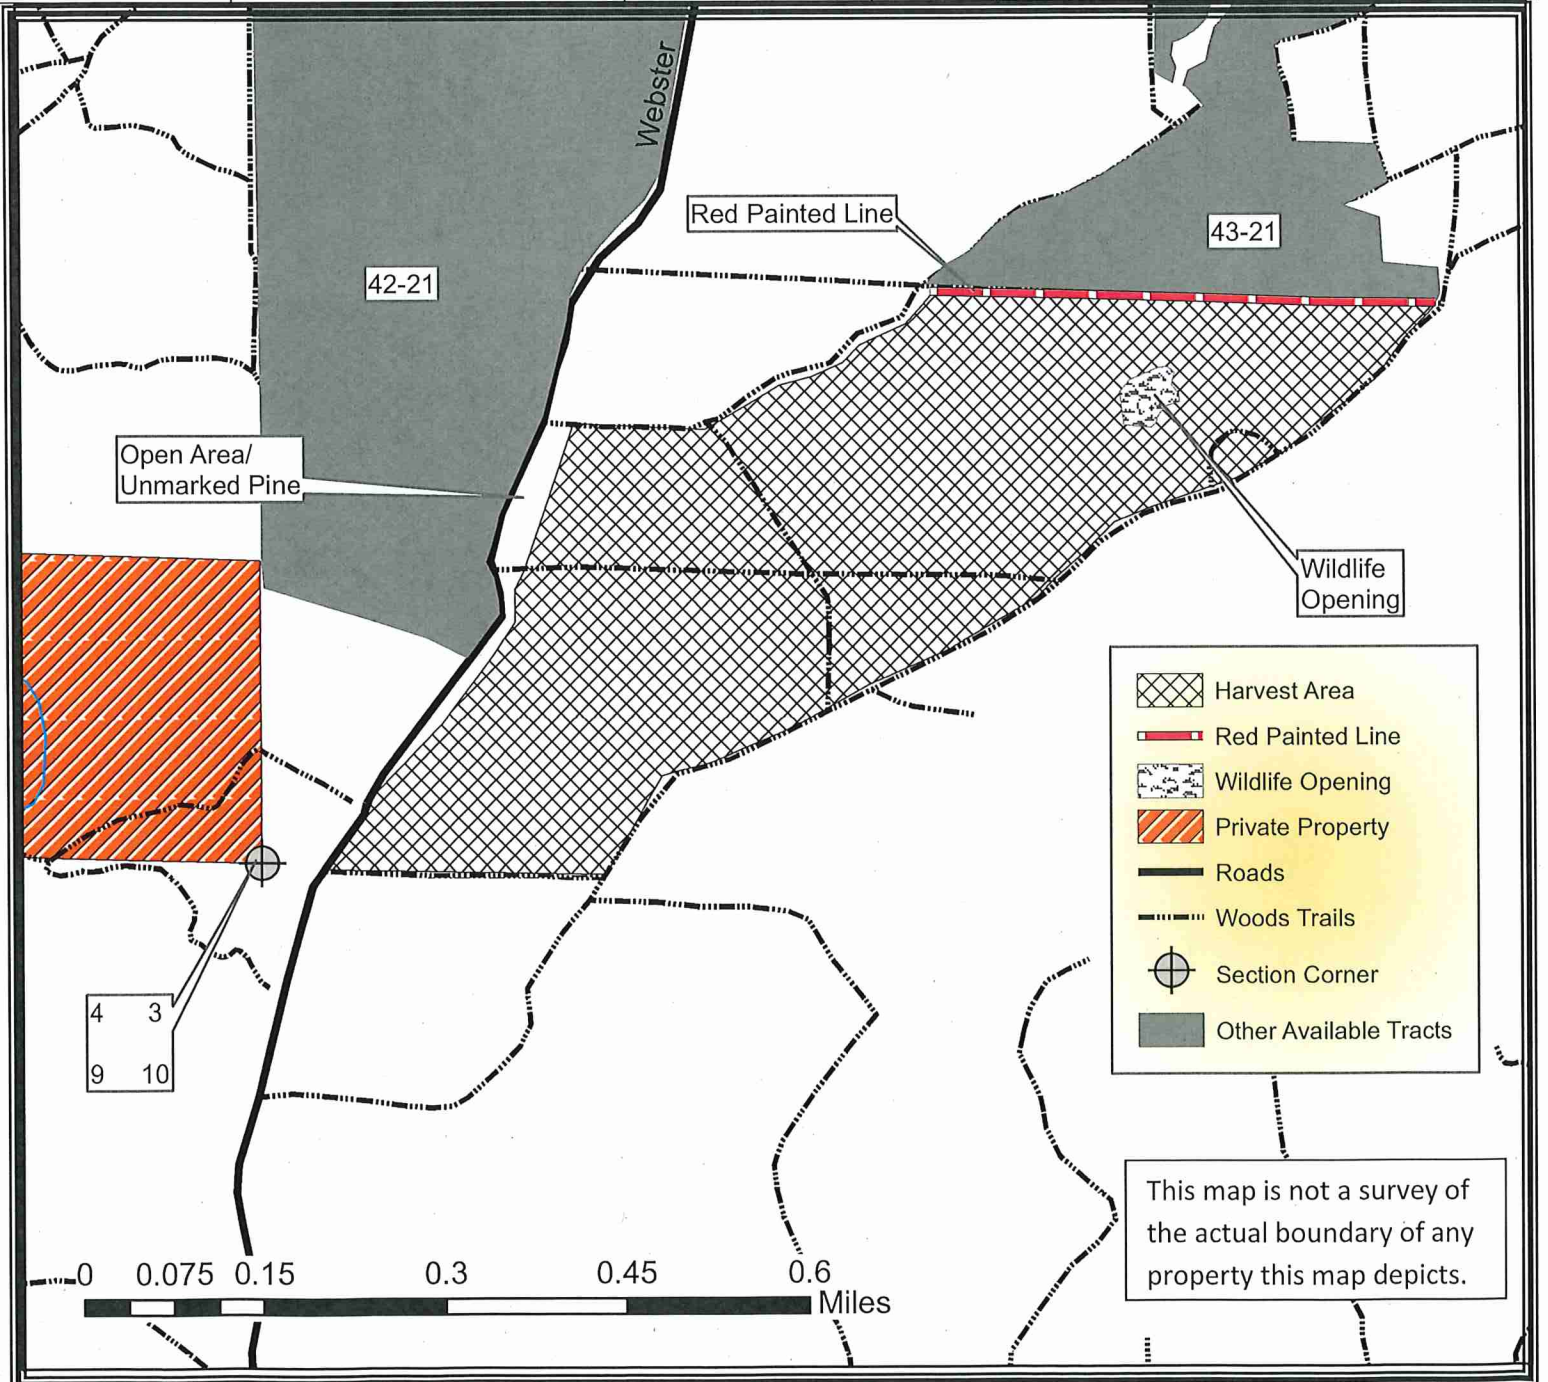 Webster
Red Painted Line
43-21
42-21
Open Area/
Unmarked Pine
Wildlife
Opening
Harvest Area
Red Painted Line
Wildlife Opening
Private Property
Roads
Woods Trails
Section Corner
Other Available Tracts
4 3
9 10
This map is not a survey of
the actual boundary of any
property this map depicts.
0 0.075 0.15 0.3 0.45 0.6
Miles